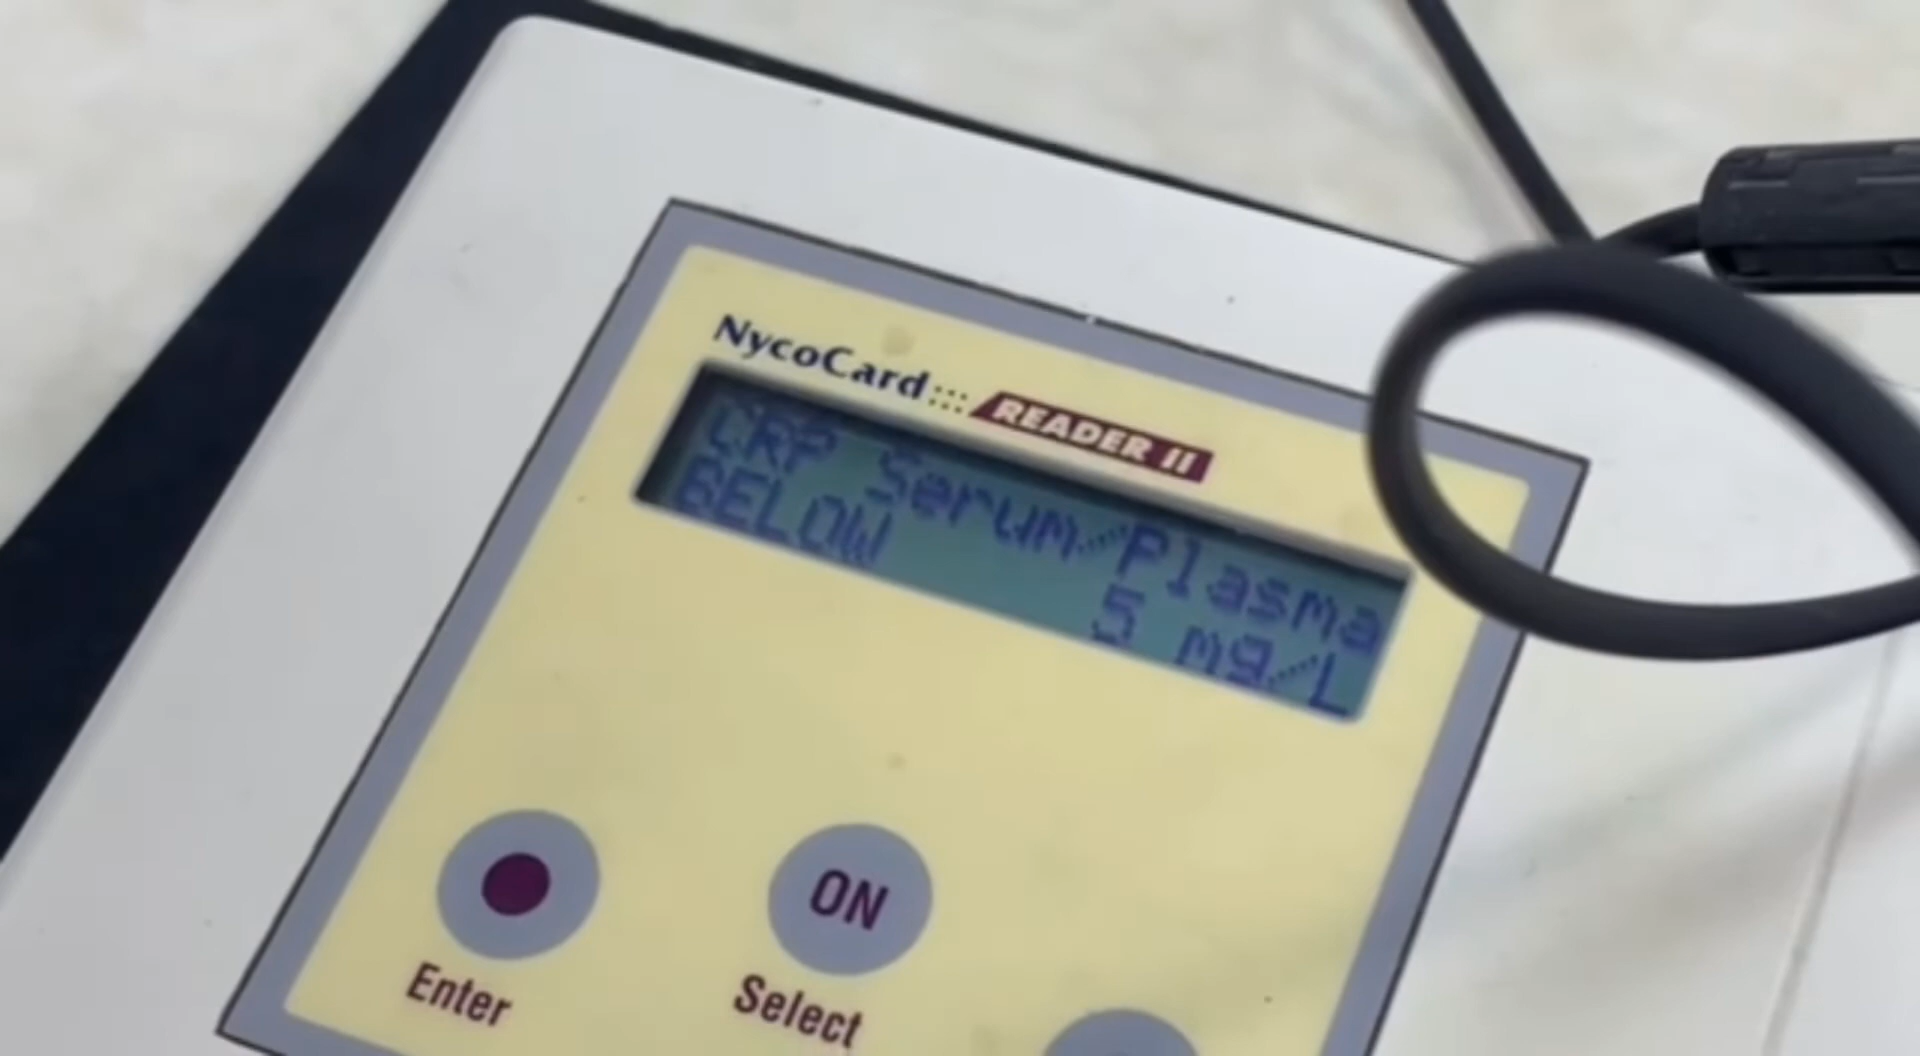 NycoCard READER II
CRP Serum/Plasma
BELOW 5 mg/L
ON
Enter
Select